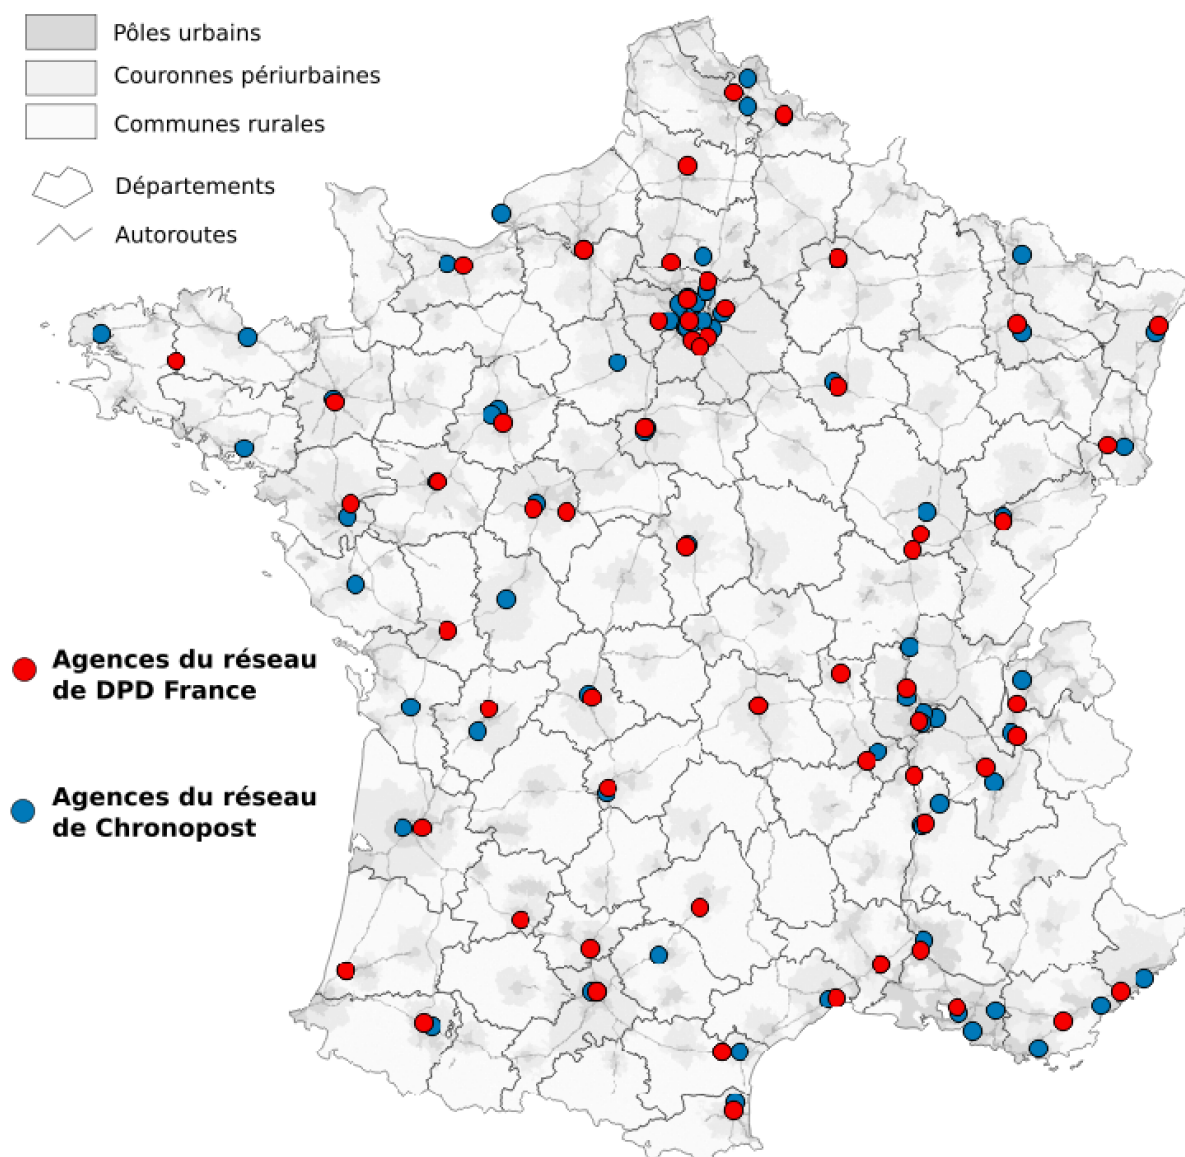 Pôles urbains
Couronnes périurbaines
Communes rurales
Départements
Autoroutes
Agences du réseau
de DPD France
Agences du réseau
de Chronopost